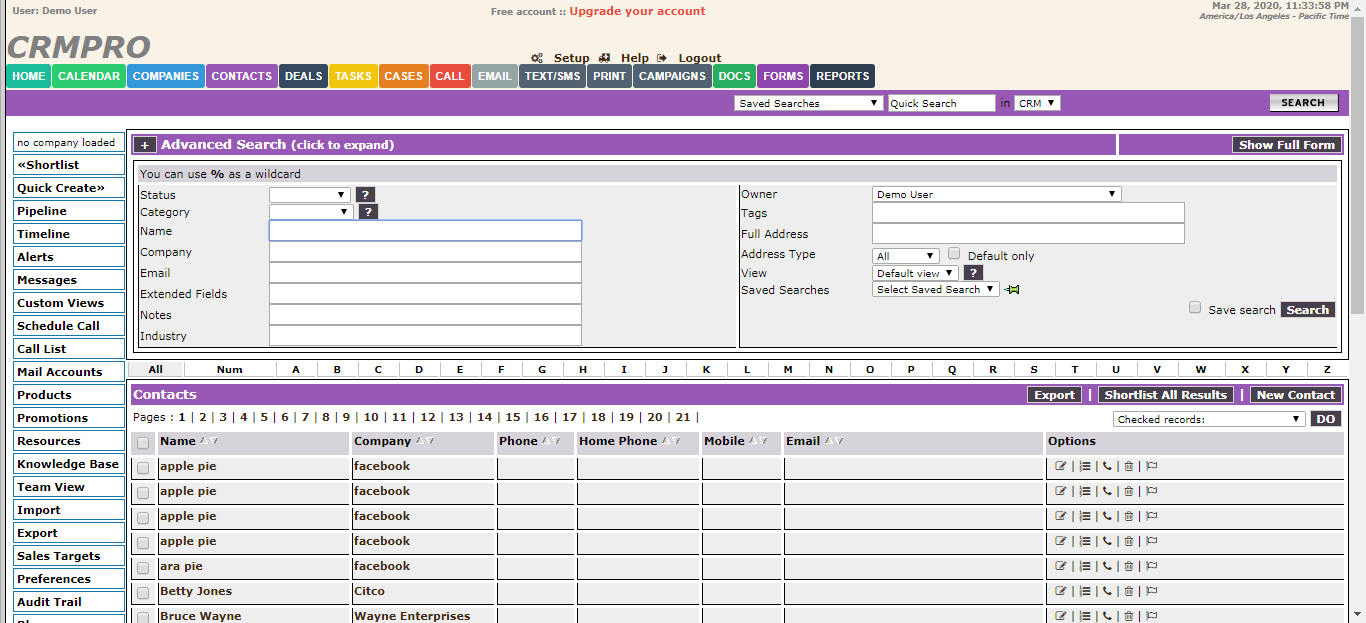 User: Demo User
Free account :: Upgrade your account
Mar 28, 2020, 11:33:58 PM
America/Los Angeles - Pacific Time
CRMPRO
Setup Help Logout
HOME CALENDAR COMPANIES CONTACTS DEALS TASKS CASES CALL EMAIL TEXT/SMS PRINT CAMPAIGNS DOCS FORMS REPORTS
Saved Searches Quick Search in CRM SEARCH
no company loaded
«Shortlist
Quick Create»
Pipeline
Timeline
Alerts
Messages
Custom Views
Schedule Call
Call List
Mail Accounts
Products
Promotions
Resources
Knowledge Base
Team View
Import
Export
Sales Targets
Preferences
Audit Trail
+ Advanced Search (click to expand) Show Full Form
You can use % as a wildcard
Status ?
Category ?
Name
Company
Email
Extended Fields
Notes
Industry
Owner Demo User
Tags
Full Address
Address Type All Default only
View Default view ?
Saved Searches Select Saved Search
Save search Search
All Num A B C D E F G H I J K L M N O P Q R S T U V W X Y Z
Contacts Export | Shortlist All Results | New Contact
Pages : 1 | 2 | 3 | 4 | 5 | 6 | 7 | 8 | 9 | 10 | 11 | 12 | 13 | 14 | 15 | 16 | 17 | 18 | 19 | 20 | 21 |
Checked records: DO
Name Company Phone Home Phone Mobile Email Options
apple pie facebook | | | |
apple pie facebook | | | |
apple pie facebook | | | |
apple pie facebook | | | |
ara pie facebook | | | |
Betty Jones Citco | | | |
Bruce Wayne Wayne Enterprises | | | |